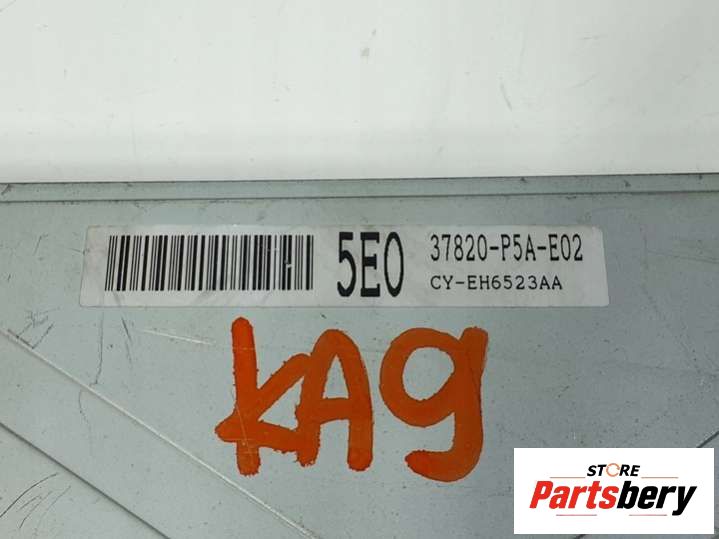 5E0 37820-P5A-E02
CY-EH6523AA
KA9
STORE
Partsbery